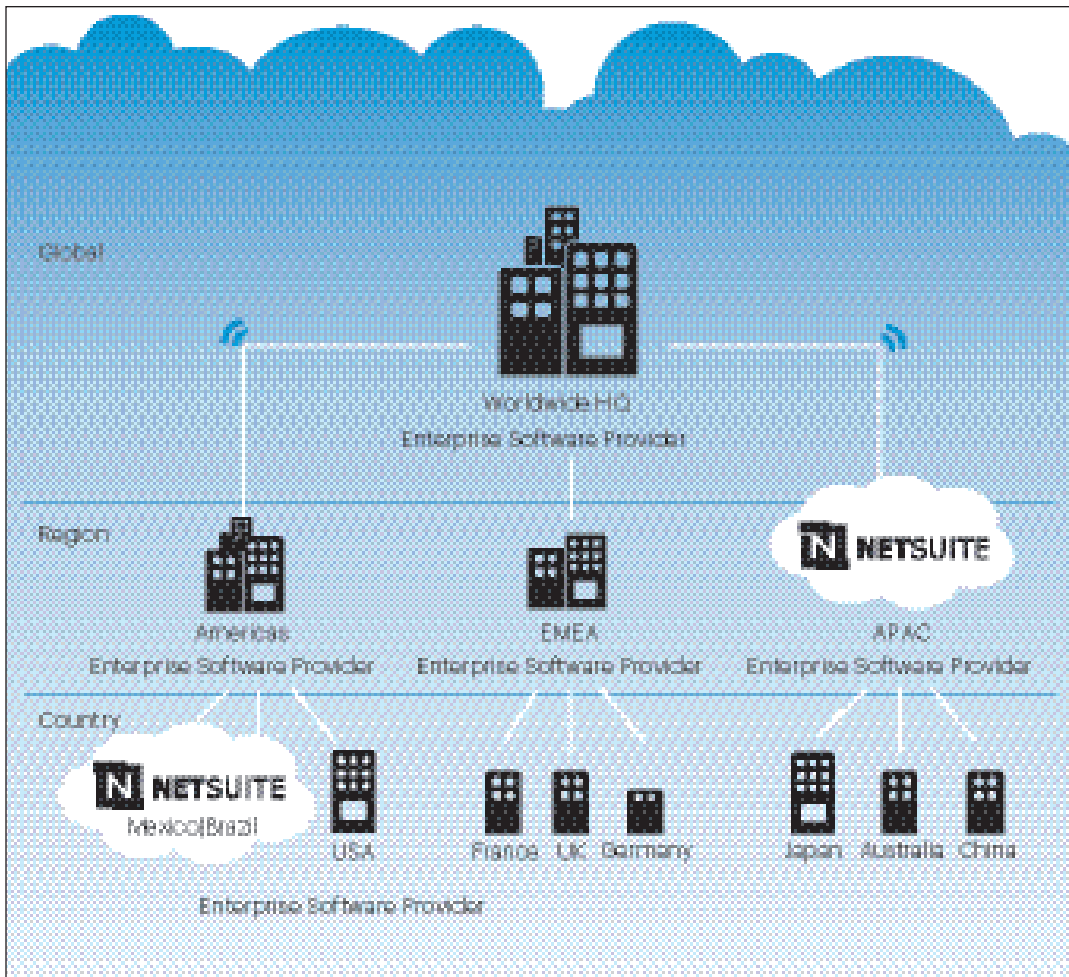 Global
Worldwide HQ
Enterprise Software Provider
Region
N NETSUITE
Americas
EMEA
APAC
Enterprise Software Provider
Enterprise Software Provider
Enterprise Software Provider
Country
N NETSUITE
Mexico|Brazil
USA
France
UK
Germany
Japan
Australia
China
Enterprise Software Provider